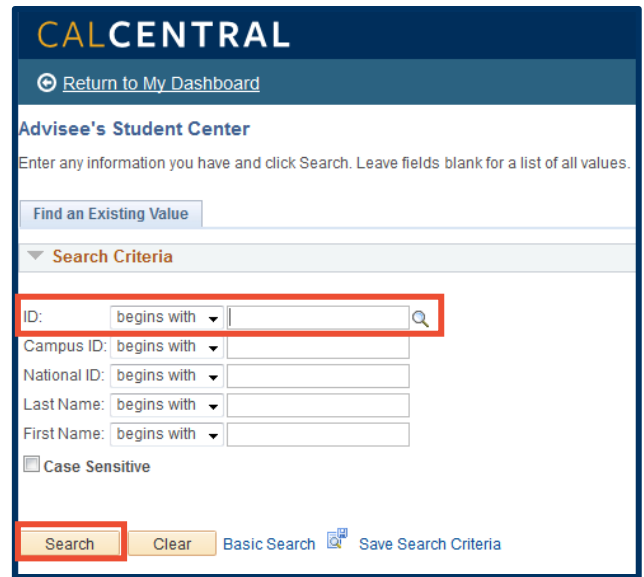 CALCENTRAL
Return to My Dashboard
Advisee's Student Center
Enter any information you have and click Search. Leave fields blank for a list of all values.
Find an Existing Value
Search Criteria
ID: begins with
Campus ID: begins with
National ID: begins with
Last Name: begins with
First Name: begins with
Case Sensitive
Search Clear Basic Search Save Search Criteria